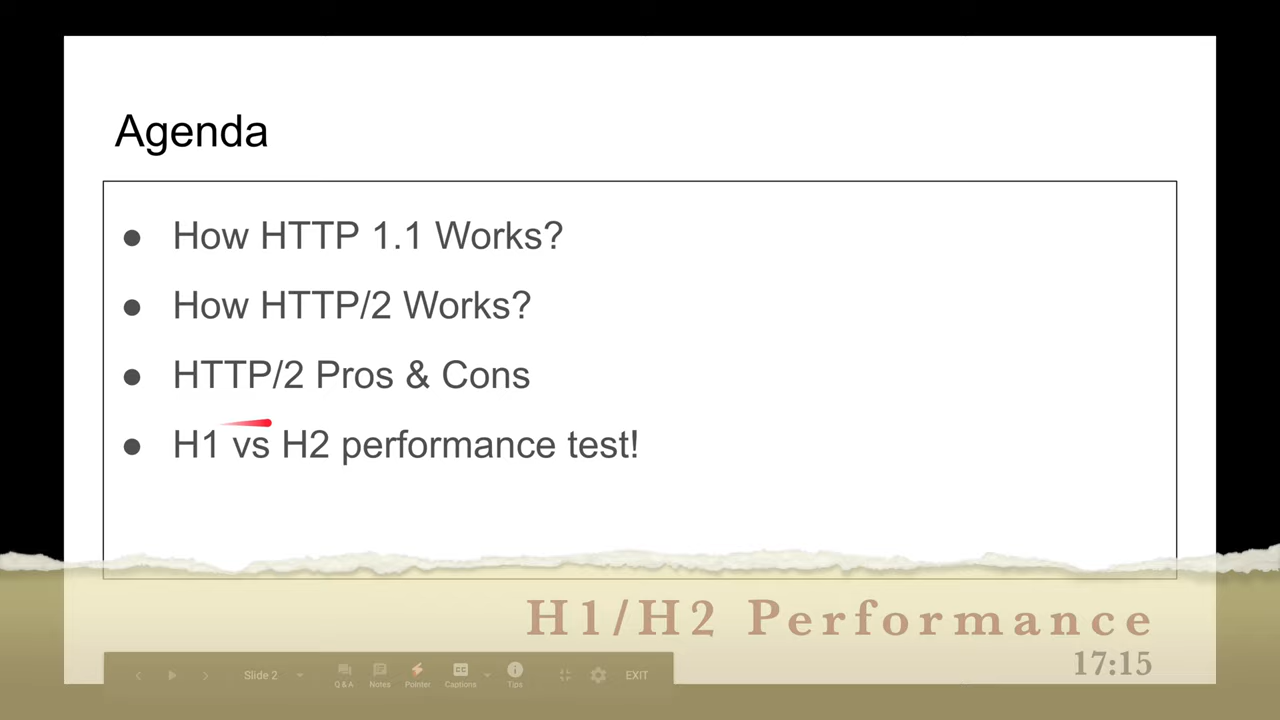 Agenda
● How HTTP 1.1 Works?
● How HTTP/2 Works?
● HTTP/2 Pros & Cons
● H1 vs H2 performance test!
H1/H2 Performance
17:15
Slide 2
Q & A
Notes
Pointer
CC
Captions
Tips
EXIT